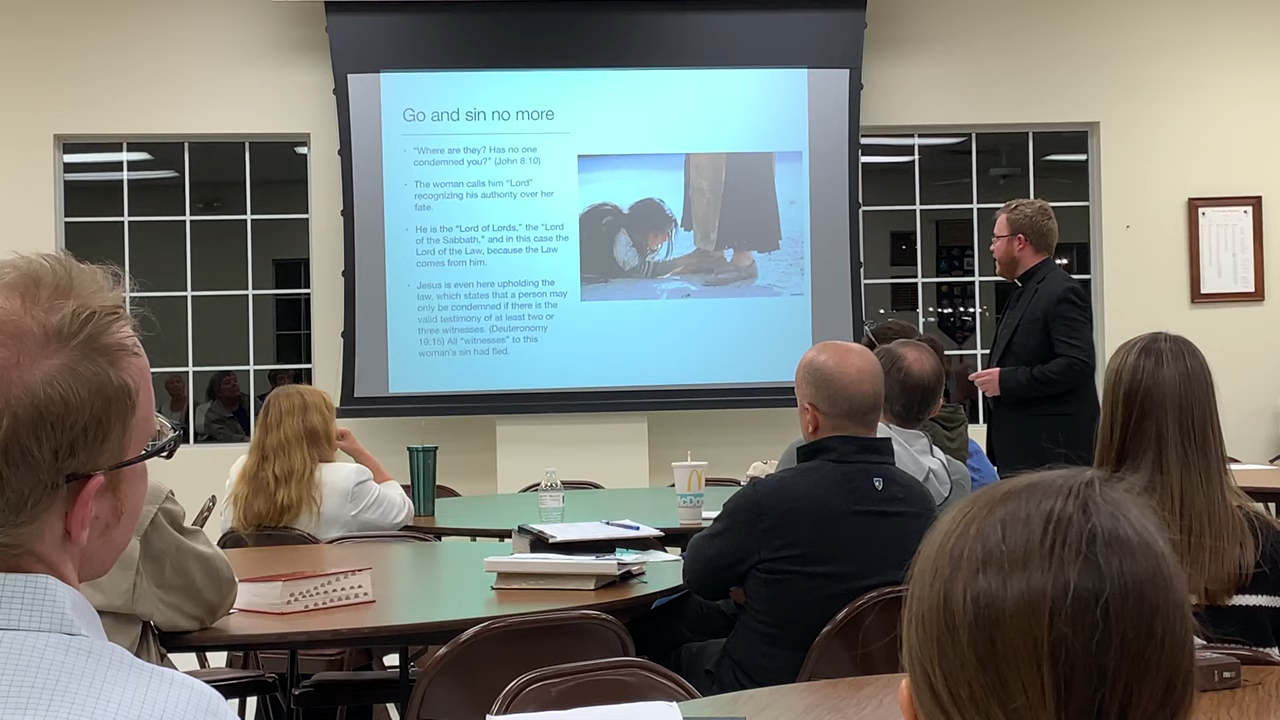 Go and sin no more
· "Where are they? Has no one
condemned you?" (John 8:10)
· The woman calls him "Lord"
recognizing his authority over her
fate.
· He is the "Lord of Lords," the "Lord
of the Sabbath," and in this case the
Lord of the Law, because the Law
comes from him.
· Jesus is even here upholding the
law, which states that a person may
only be condemned if there is the
valid testimony of at least two or
three witnesses. (Deuteronomy
19:15) All "witnesses" to this
woman's sin had fled.